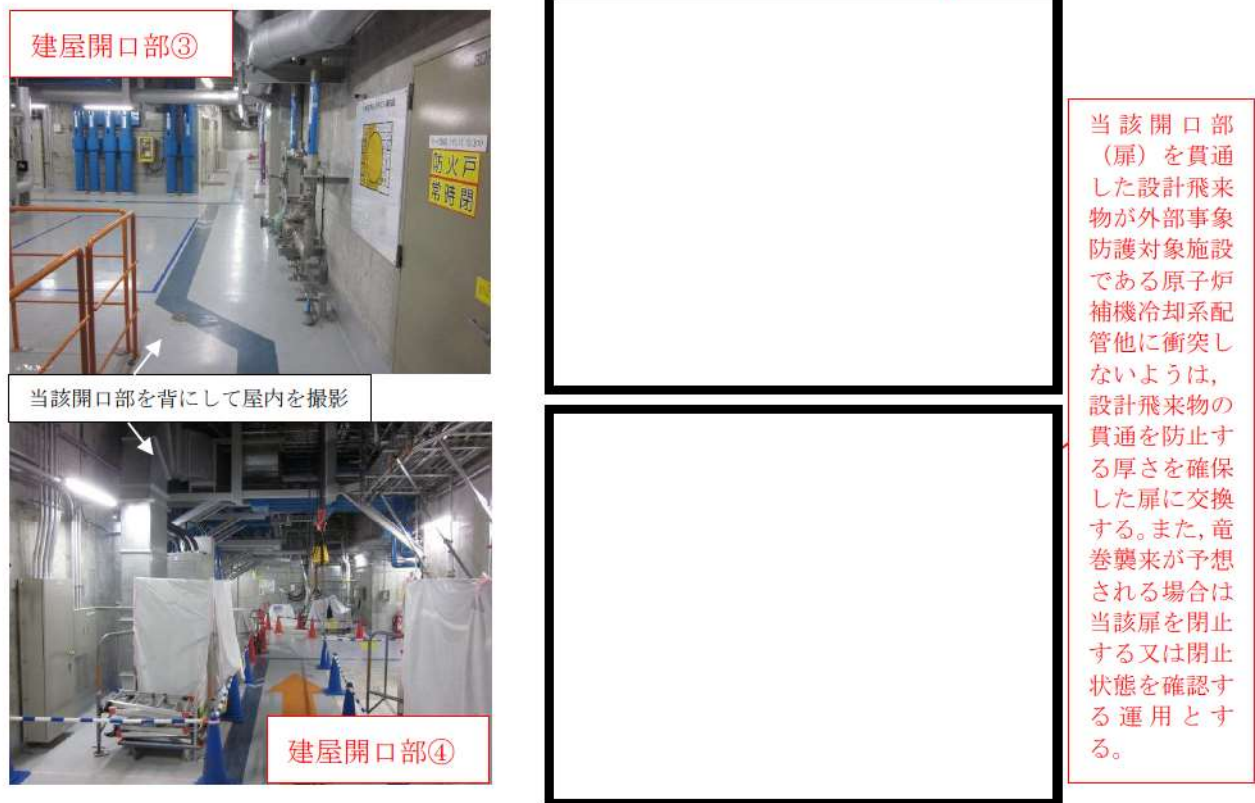 建屋開口部③
防火戸
常時閉
当該開口部を背にして屋内を撮影
建屋開口部④
当該開口部
（扉）を貫通
した設計飛来
物が外部事象
防護対象施設
である原子炉
補機冷却系配
管他に衝突し
ないようは,
設計飛来物の
貫通を防止す
る厚さを確保
した扉に交換
する。また,竜
巻襲来が予想
される場合は
当該扉を閉止
する又は閉止
状態を確認す
る運用とす
る。